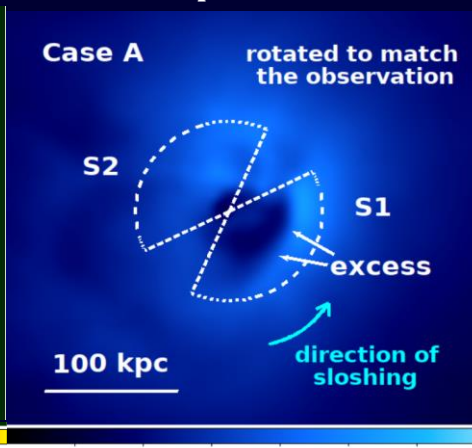 Case A
rotated to match
the observation
S2
S1
excess
direction of
sloshing
100 kpc